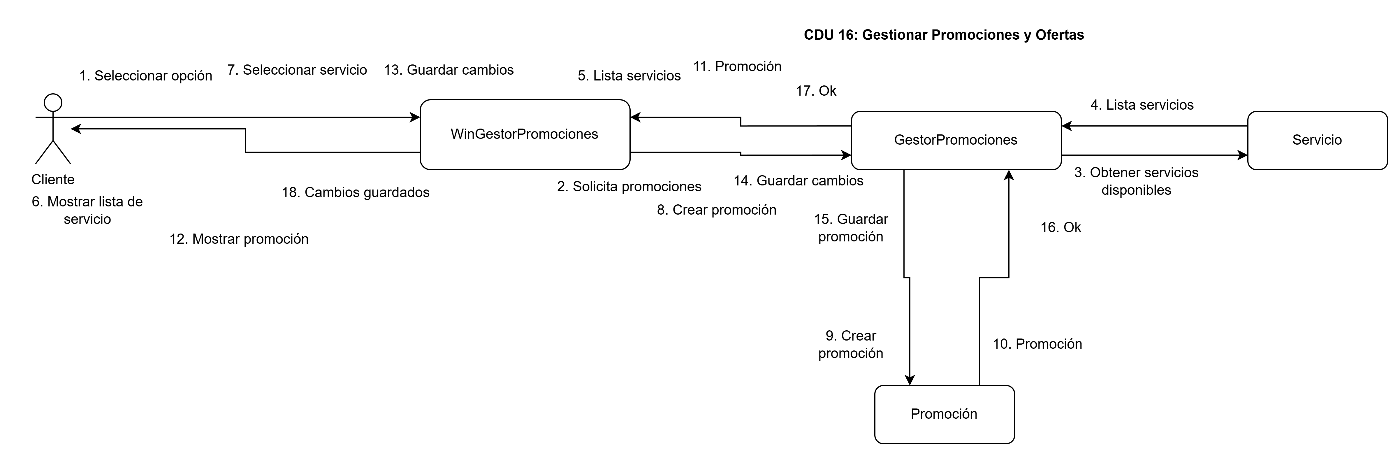 CDU 16: Gestionar Promociones y Ofertas
1. Seleccionar opción
7. Seleccionar servicio
13. Guardar cambios
5. Lista servicios
11. Promoción
17. Ok
4. Lista servicios
WinGestorPromociones
GestorPromociones
Servicio
Cliente
6. Mostrar lista de
servicio
18. Cambios guardados
2. Solicita promociones
14. Guardar cambios
3. Obtener servicios
disponibles
8. Crear promoción
15. Guardar
promoción
16. Ok
12. Mostrar promoción
9. Crear
promoción
10. Promoción
Promoción